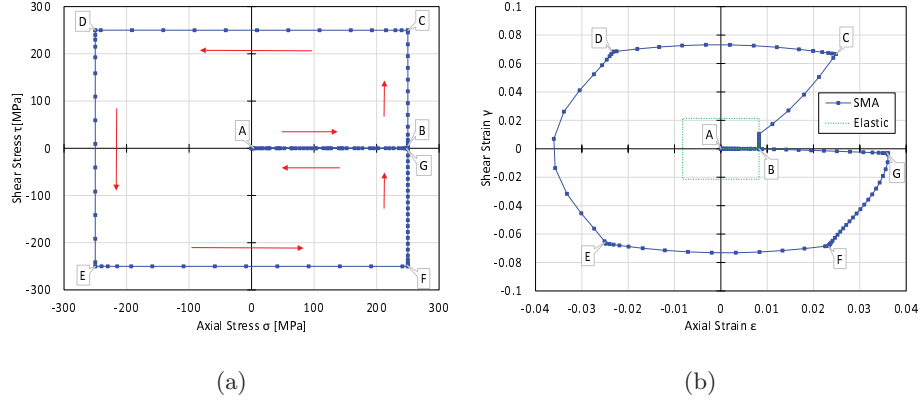 300
200
100
0
-100
-200
-300
-300
-200
-100
0
100
200
300
Shear Stress τ [MPa]
Axial Stress σ [MPa]
D
C
A
B
G
E
F
(a)
0.1
0.08
0.06
0.04
0.02
0
-0.02
-0.04
-0.06
-0.08
-0.1
-0.04
-0.03
-0.02
-0.01
0
0.01
0.02
0.03
0.04
Shear Strain γ
Axial Strain ε
D
C
SMA
Elastic
A
B
G
E
F
(b)